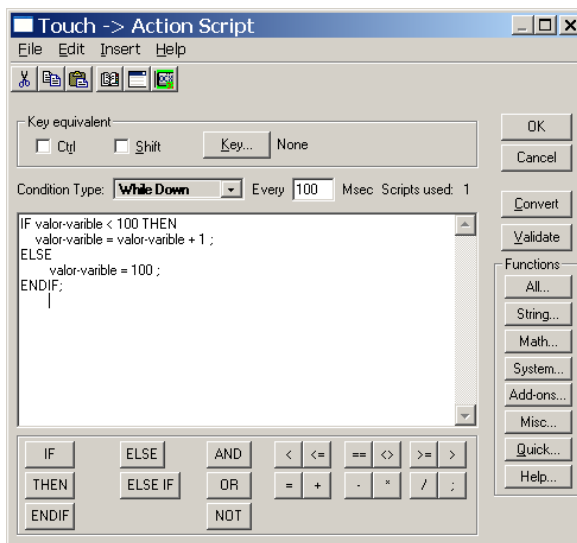 Touch -> Action Script
File Edit Insert Help
Key equivalent
Ctrl Shift Key... None
OK
Cancel
Condition Type: While Down Every 100 Msec Scripts used: 1
Convert
Validate
IF valor-varible < 100 THEN
valor-varible = valor-varible + 1 ;
ELSE
valor-varible = 100 ;
ENDIF;
Functions
All...
String...
Math...
System...
Add-ons...
Misc...
Quick...
Help...
IF ELSE AND < <= == <> >= >
THEN ELSE IF OR = + - * / ;
ENDIF NOT